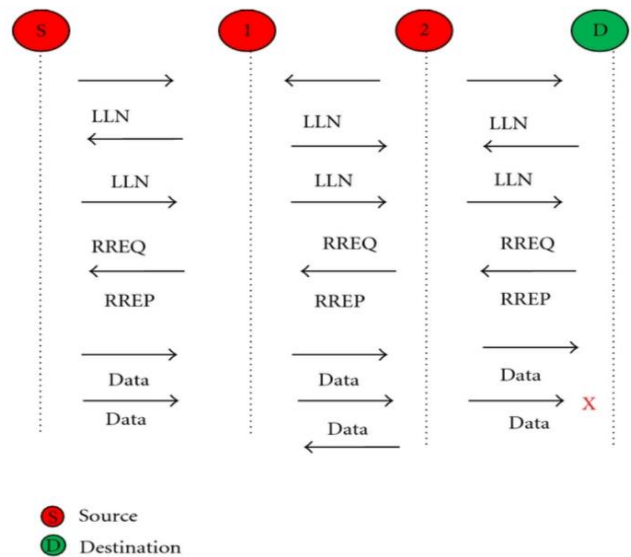 S 1 2 D
LLN
LLN LLN
LLN LLN LLN
RREQ RREQ RREQ
RREP RREP RREP
Data Data Data
Data Data Data X
S Source
D Destination